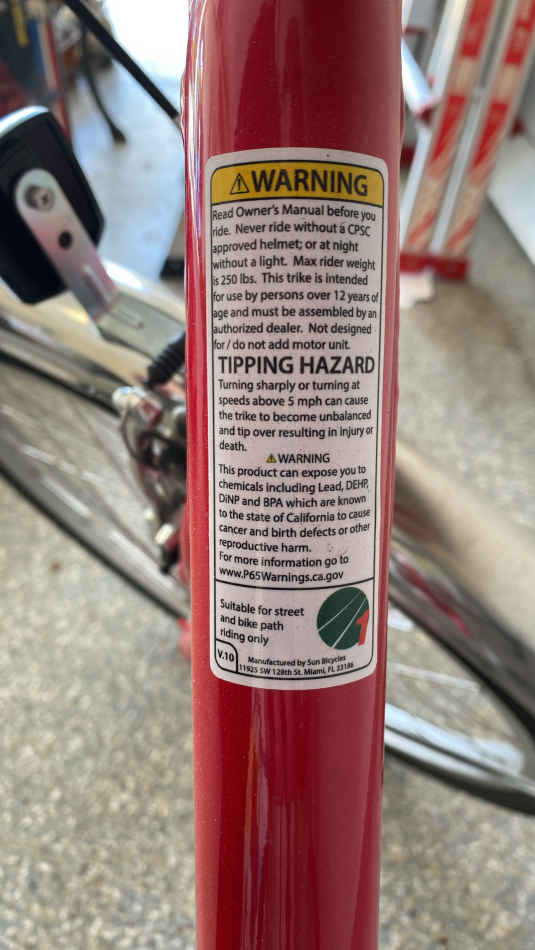 WARNING
Read Owner's Manual before you
ride. Never ride without a CPSC
approved helmet; or at night
without a light. Max rider weight
is 250 lbs. This trike is intended
for use by persons over 12 years of
age and must be assembled by an
authorized dealer. Not designed
for / do not add motor unit.
TIPPING HAZARD
Turning sharply or turning at
speeds above 5 mph can cause
the trike to become unbalanced
and tip over resulting in injury or
death.
WARNING
This product can expose you to
chemicals including Lead, DEHP,
DiNP and BPA which are known
to the state of California to cause
cancer and birth defects or other
reproductive harm.
For more information go to
www.P65Warnings.ca.gov
Suitable for street
and bike path
riding only
1
V.10
Manufactured by Sun Bicycles
11925 SW 128th St. Miami, FL 33186